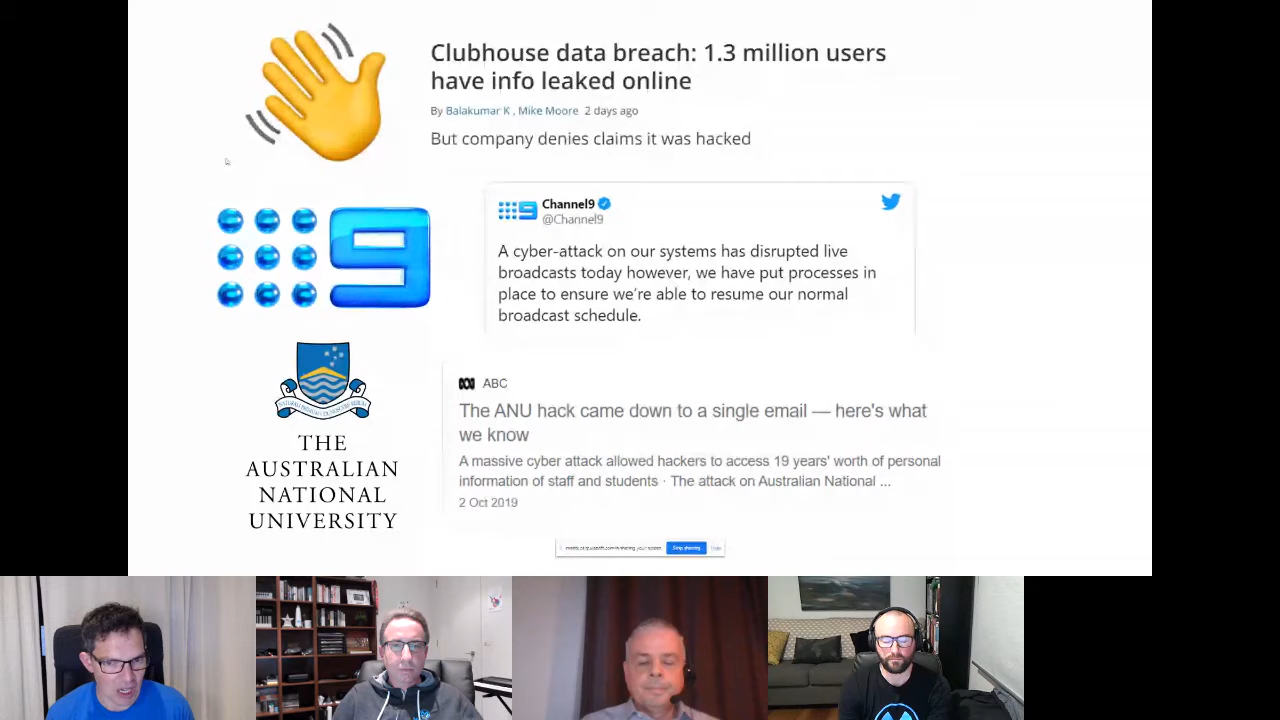 Clubhouse data breach: 1.3 million users
have info leaked online
By Balakumar K , Mike Moore 2 days ago
But company denies claims it was hacked
9
Channel9
@Channel9
A cyber-attack on our systems has disrupted live
broadcasts today however, we have put processes in
place to ensure we're able to resume our normal
broadcast schedule.
ABC
The ANU hack came down to a single email — here's what
we know
A massive cyber attack allowed hackers to access 19 years' worth of personal
information of staff and students · The attack on Australian National ...
2 Oct 2019
THE
AUSTRALIAN
NATIONAL
UNIVERSITY
Stop sharing